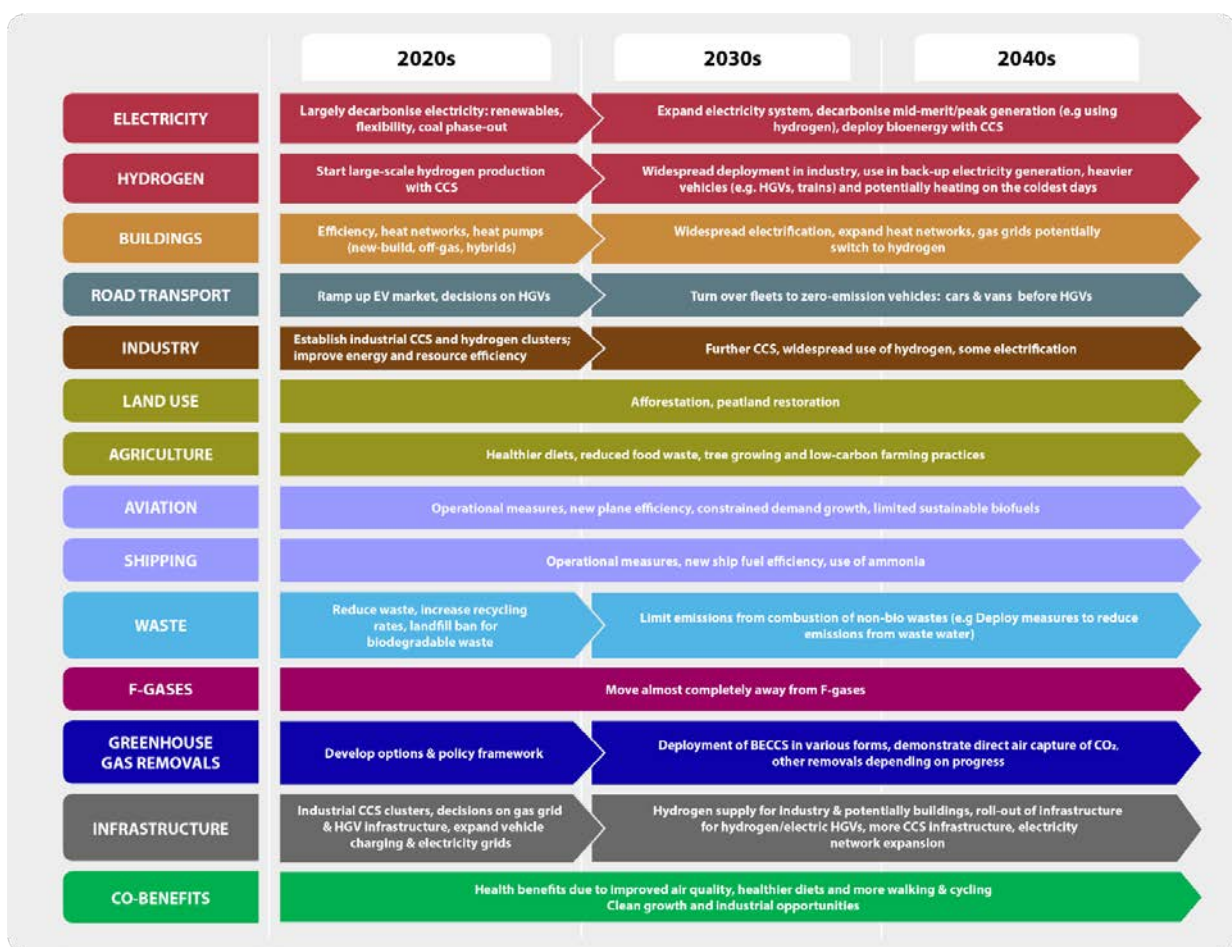 2020s
2030s
2040s
ELECTRICITY
Largely decarbonise electricity: renewables,
flexibility, coal phase-out
Expand electricity system, decarbonise mid-merit/peak generation (e.g using
hydrogen), deploy bioenergy with CCS
HYDROGEN
Start large-scale hydrogen production
with CCS
Widespread deployment in industry, use in back-up electricity generation, heavier
vehicles (e.g. HGVs, trains) and potentially heating on the coldest days
BUILDINGS
Efficiency, heat networks, heat pumps
(new-build, off-gas, hybrids)
Widespread electrification, expand heat networks, gas grids potentially
switch to hydrogen
ROAD TRANSPORT
Ramp up EV market, decisions on HGVs
Turn over fleets to zero-emission vehicles: cars & vans before HGVs
INDUSTRY
Establish industrial CCS and hydrogen clusters;
improve energy and resource efficiency
Further CCS, widespread use of hydrogen, some electrification
LAND USE
Afforestation, peatland restoration
AGRICULTURE
Healthier diets, reduced food waste, tree growing and low-carbon farming practices
AVIATION
Operational measures, new plane efficiency, constrained demand growth, limited sustainable biofuels
SHIPPING
Operational measures, new ship fuel efficiency, use of ammonia
WASTE
Reduce waste, increase recycling
rates, landfill ban for
biodegradable waste
Limit emissions from combustion of non-bio wastes (e.g Deploy measures to reduce
emissions from waste water)
F-GASES
Move almost completely away from F-gases
GREENHOUSE
GAS REMOVALS
Develop options & policy framework
Deployment of BECCS in various forms, demonstrate direct air capture of CO₂,
other removals depending on progress
INFRASTRUCTURE
Industrial CCS clusters, decisions on gas grid
& HGV infrastructure, expand vehicle
charging & electricity grids
Hydrogen supply for industry & potentially buildings, roll-out of infrastructure
for hydrogen/electric HGVs, more CCS infrastructure, electricity
network expansion
CO-BENEFITS
Health benefits due to improved air quality, healthier diets and more walking & cycling
Clean growth and industrial opportunities